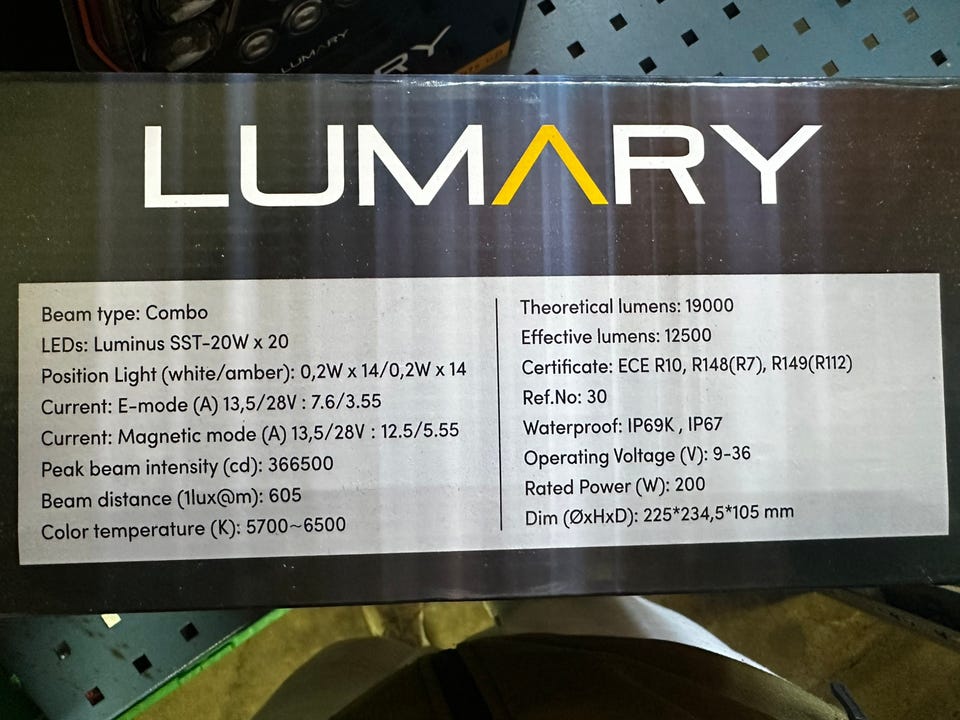 LUMARY
RY
LUMARY
Beam type: Combo
LEDs: Luminus SST-20W x 20
Position Light (white/amber): 0,2W x 14/0,2W x 14
Current: E-mode (A) 13,5/28V : 7.6/3.55
Current: Magnetic mode (A) 13,5/28V : 12.5/5.55
Peak beam intensity (cd): 366500
Beam distance (1lux@m): 605
Color temperature (K): 5700~6500
Theoretical lumens: 19000
Effective lumens: 12500
Certificate: ECE R10, R148(R7), R149(R112)
Ref.No: 30
Waterproof: IP69K , IP67
Operating Voltage (V): 9-36
Rated Power (W): 200
Dim (ØxHxD): 225*234,5*105 mm